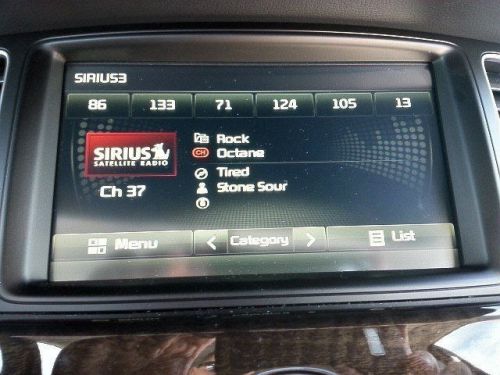 SIRIUS3
86 133 71 124 105 13
Rock
SIRIUS
SATELLITE RADIO
CH Octane
Tired
Ch 37
Stone Sour
Menu < Category > List